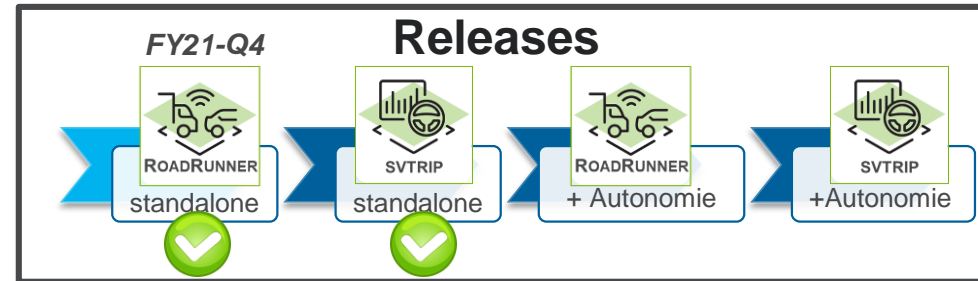 FY21-Q4
Releases
ROADRUNNER
standalone
SVTRIP
standalone
ROADRUNNER
+ Autonomie
SVTRIP
+Autonomie